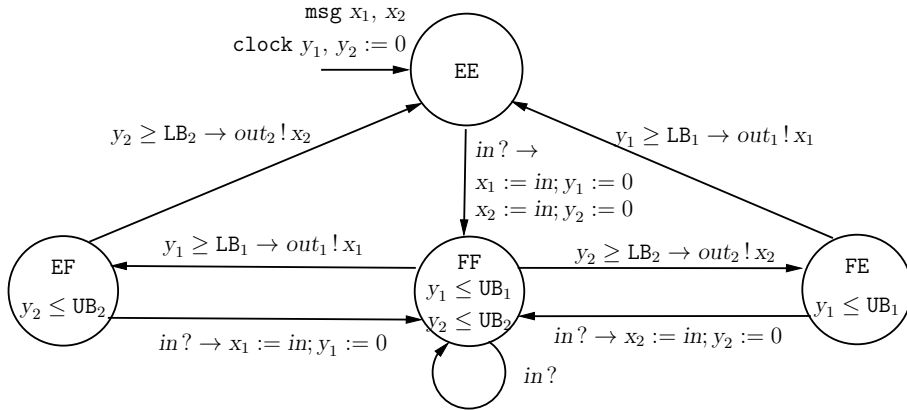 msg x₁, x₂
clock y₁, y₂ := 0
EE
y₂ ≥ LB₂ → out₂ ! x₂
y₁ ≥ LB₁ → out₁ ! x₁
in ? →
x₁ := in; y₁ := 0
x₂ := in; y₂ := 0
EF
y₂ ≤ UB₂
y₁ ≥ LB₁ → out₁ ! x₁
FF
y₁ ≤ UB₁
y₂ ≤ UB₂
y₂ ≥ LB₂ → out₂ ! x₂
FE
y₁ ≤ UB₁
in ? → x₁ := in; y₁ := 0
in ? → x₂ := in; y₂ := 0
in ?